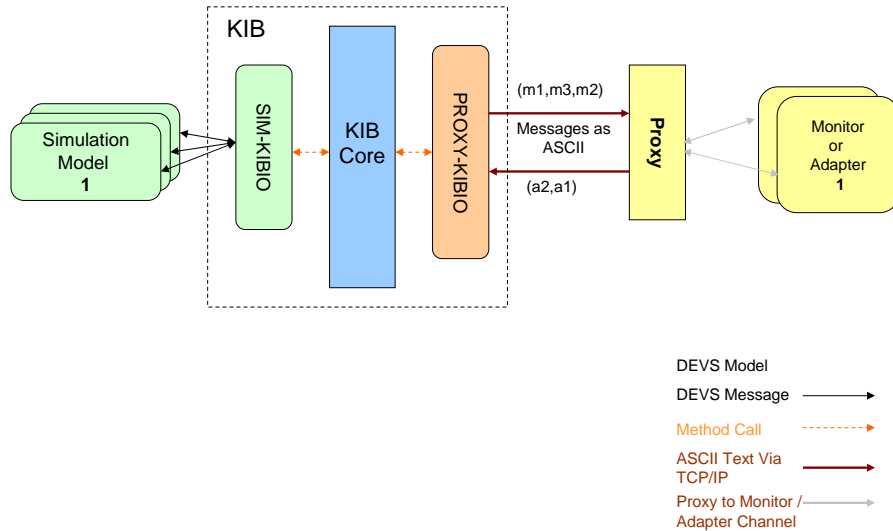 KIB
Simulation
Model
1
SIM-KIBIO
KIB
Core
PROXY-KIBIO
(m1,m3,m2)
Messages as
ASCII
(a2,a1)
Proxy
Monitor
or
Adapter
1
DEVS Model
DEVS Message
Method Call
ASCII Text Via
TCP/IP
Proxy to Monitor /
Adapter Channel